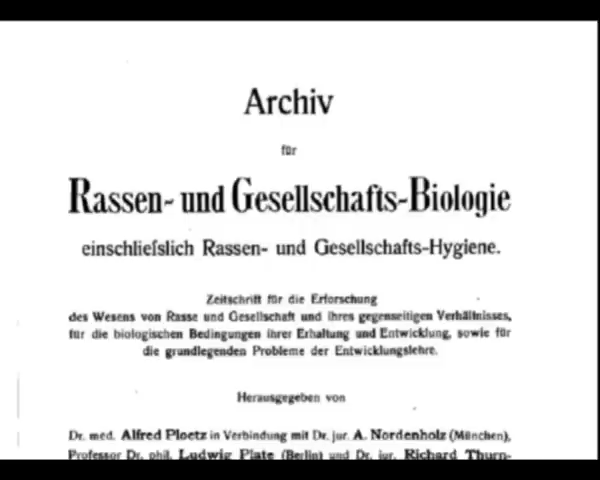 Archiv
für
Rassen- und Gesellschafts-Biologie
einschließlich Rassen- und Gesellschafts-Hygiene.
Zeitschrift für die Erforschung
des Wesens von Rasse und Gesellschaft und ihres gegenseitigen Verhältnisses,
für die biologischen Bedingungen ihrer Erhaltung und Entwicklung, sowie für
die grundlegenden Probleme der Entwicklungslehre.
Herausgegeben von
Dr. med. Alfred Ploetz in Verbindung mit Dr. jur. A. Nordenholz (München),
Professor Dr. phil. Ludwig Plate (Berlin) und Dr. jur. Richard Thurn-